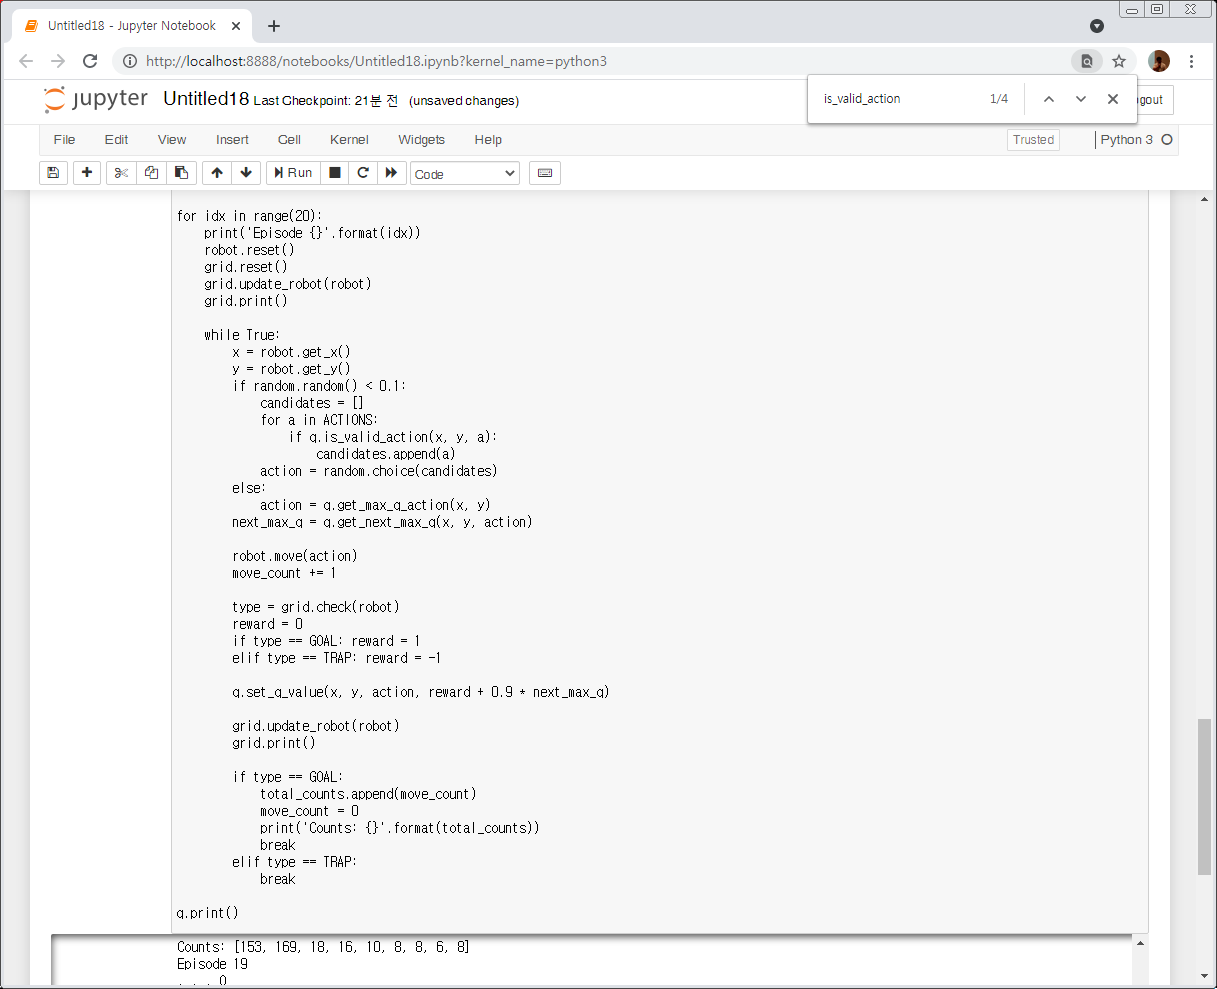 Untitled18 - Jupyter Notebook
http://localhost:8888/notebooks/Untitled18.ipynb?kernel_name=python3
is_valid_action 1/4
jupyter Untitled18 Last Checkpoint: 21분 전 (unsaved changes)
File Edit View Insert Cell Kernel Widgets Help Trusted Python 3
Run Code
for idx in range(20):
    print('Episode {}'.format(idx))
    robot.reset()
    grid.reset()
    grid.update_robot(robot)
    grid.print()
    while True:
        x = robot.get_x()
        y = robot.get_y()
        if random.random() < 0.1:
            candidates = []
            for a in ACTIONS:
                if q.is_valid_action(x, y, a):
                    candidates.append(a)
            action = random.choice(candidates)
        else:
            action = q.get_max_q_action(x, y)
        next_max_q = q.get_next_max_q(x, y, action)
        robot.move(action)
        move_count += 1
        type = grid.check(robot)
        reward = 0
        if type == GOAL: reward = 1
        elif type == TRAP: reward = -1
        q.set_q_value(x, y, action, reward + 0.9 * next_max_q)
        grid.update_robot(robot)
        grid.print()
        if type == GOAL:
            total_counts.append(move_count)
            move_count = 0
            print('Counts: {}'.format(total_counts))
            break
        elif type == TRAP:
            break
q.print()
Counts: [153, 169, 18, 16, 10, 8, 8, 6, 8]
Episode 19